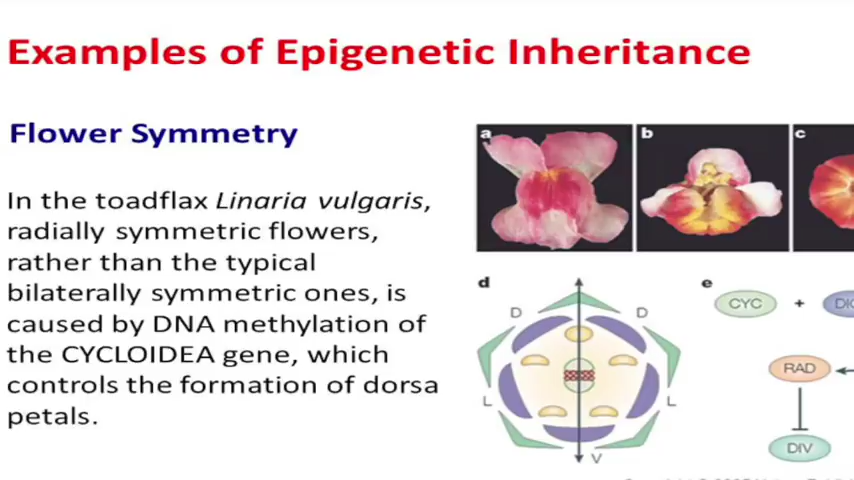 Examples of Epigenetic Inheritance
Flower Symmetry
In the toadflax Linaria vulgaris,
radially symmetric flowers,
rather than the typical
bilaterally symmetric ones, is
caused by DNA methylation of
the CYCLOIDEA gene, which
controls the formation of dorsa
petals.
a b c
d e
D D
L L
V
CYC +
RAD
DIV